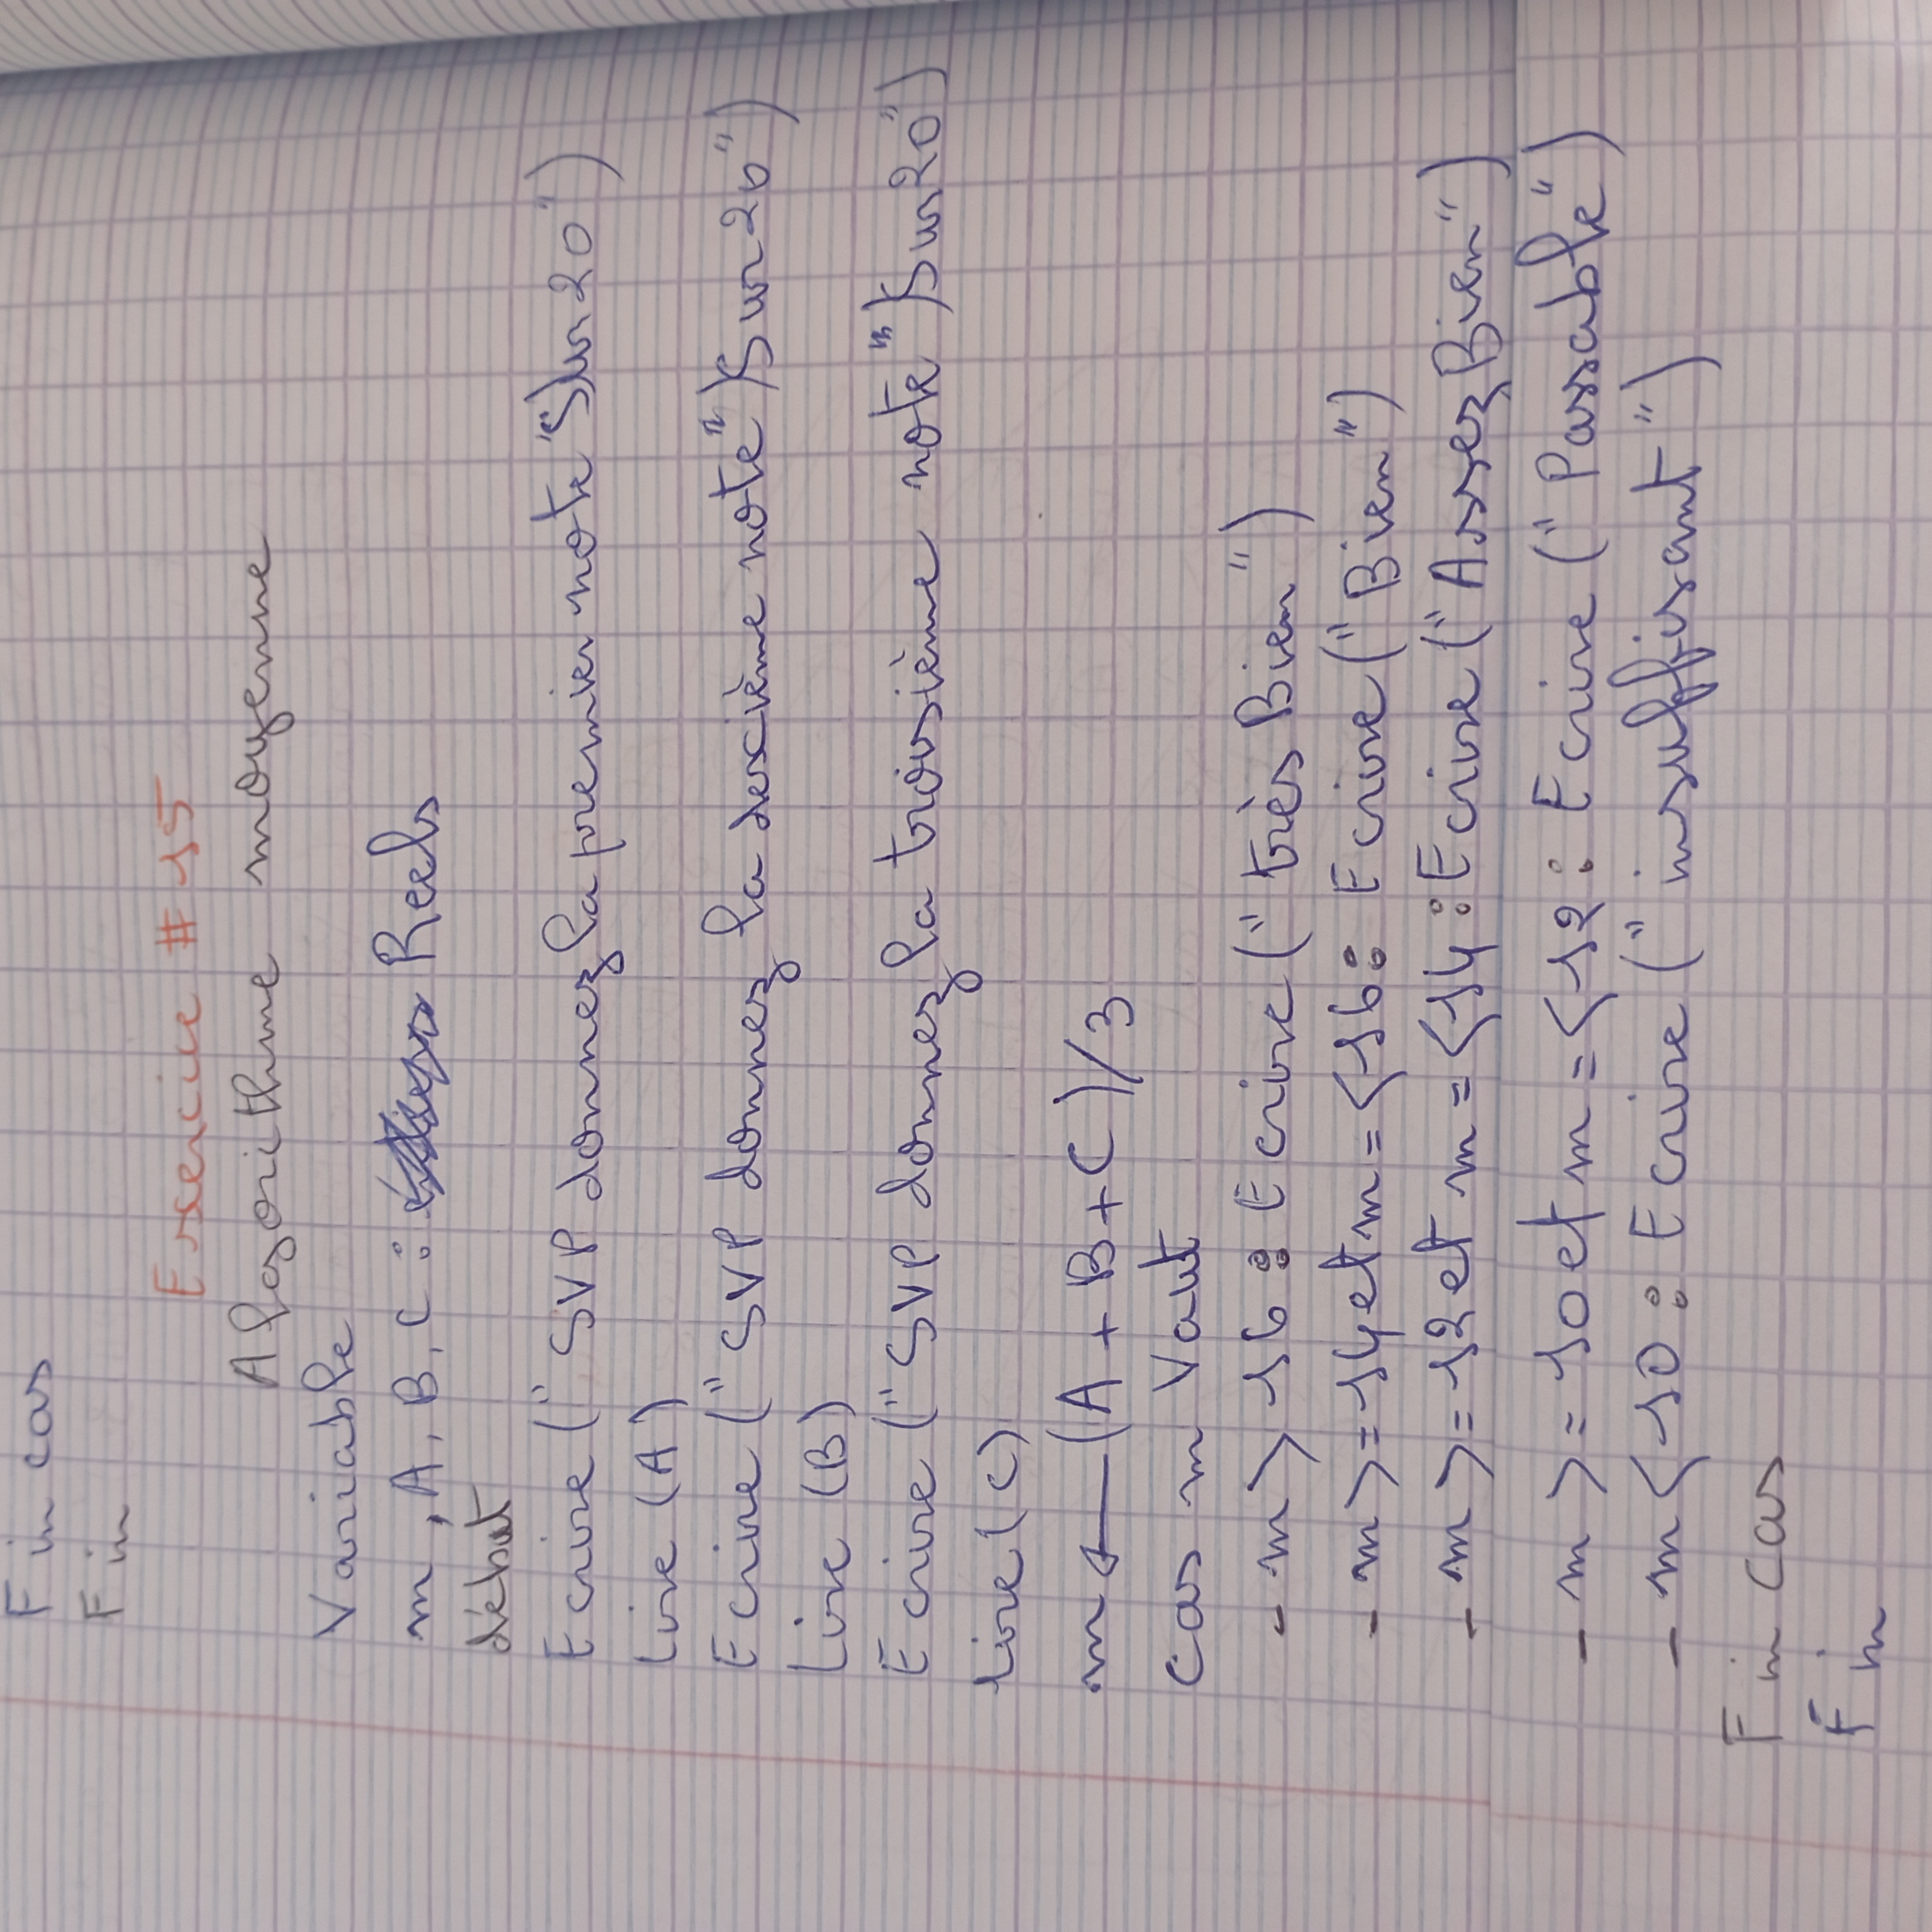 Fin cas
Fin
Exercice # 15
Algorithme moyenne
Variable
m, A, B, C : Reels
début
Ecrire (" SVP donnez la premier note Sur 20 ")
Lire (A)
Ecrire (" SVP donnez la dexième note ") Sur 20 ")
Lire (B)
Ecrire (" SVP donnez la troisième note ") Sur 20 ")
lire (C)
m ← (A + B + C) / 3
cas m Vaut
- m > 16 : Ecrire (" très Bien ")
- m >= 14 et m =< 16 : Ecrire (" Bien ")
- m >= 12 et m =< 14 : Ecrire (" Assez Bien ")
- m >= 10 et m =< 12 : Ecrire (" Passable ")
- m < 10 : Ecrire (" insuffisant ")
Fin cas
Fin